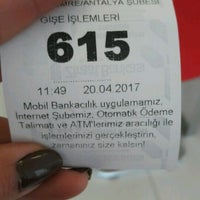 EMRE/ANTALYA ŞUBESİ
GİŞE İŞLEMLERİ
615
11:49 20.04.2017
Mobil Bankacılık uygulamamız,
İnternet Şubemiz, Otomatik Ödeme
Talimatı ve ATM'lerimiz aracılığı ile
işlemlerinizi gerçekleştirin,
zamanınız size kalsın!